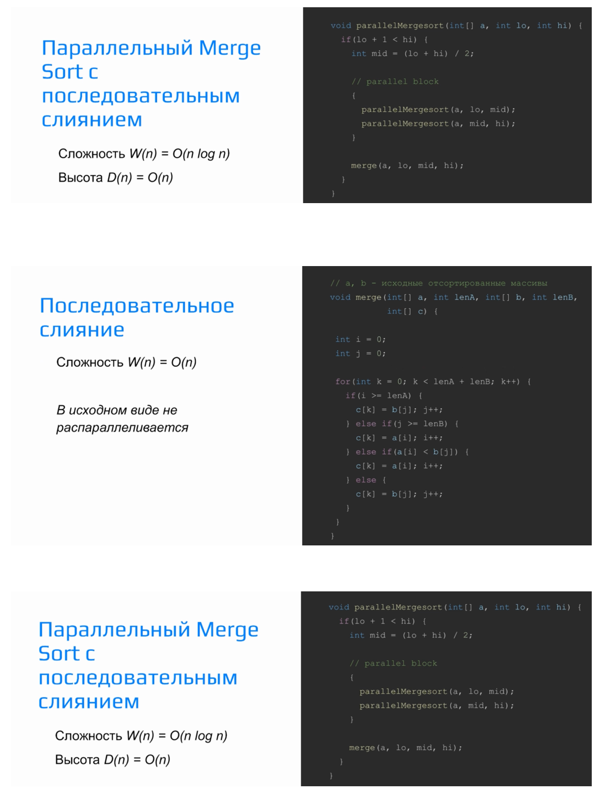 Параллельный Merge
Sort с
последовательным
слиянием
Сложность W(n) = O(n log n)
Высота D(n) = O(n)
void parallelMergesort(int[] a, int lo, int hi) {
if(lo + 1 < hi) {
int mid = (lo + hi) / 2;
// parallel block
{
parallelMergesort(a, lo, mid);
parallelMergesort(a, mid, hi);
}
merge(a, lo, mid, hi);
}
}
Последовательное
слияние
Сложность W(n) = O(n)
В исходном виде не
распараллеливается
// a, b - исходные отсортированные массивы
void merge(int[] a, int lenA, int[] b, int lenB,
int[] c) {
int i = 0;
int j = 0;
for(int k = 0; k < lenA + lenB; k++) {
if(i >= lenA) {
c[k] = b[j]; j++;
} else if(j >= lenB) {
c[k] = a[i]; i++;
} else if(a[i] < b[j]) {
c[k] = a[i]; i++;
} else {
c[k] = b[j]; j++;
}
}
}
Параллельный Merge
Sort с
последовательным
слиянием
Сложность W(n) = O(n log n)
Высота D(n) = O(n)
void parallelMergesort(int[] a, int lo, int hi) {
if(lo + 1 < hi) {
int mid = (lo + hi) / 2;
// parallel block
{
parallelMergesort(a, lo, mid);
parallelMergesort(a, mid, hi);
}
merge(a, lo, mid, hi);
}
}